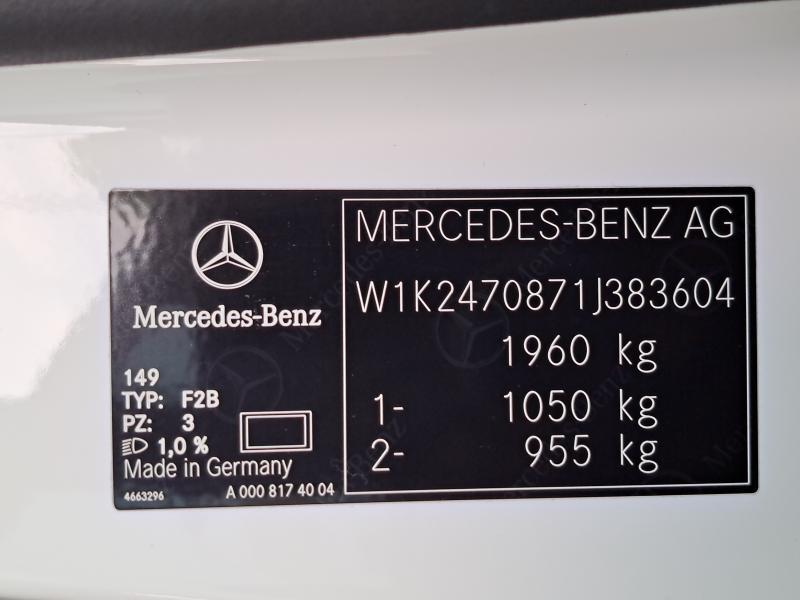 Mercedes-Benz
149
TYP: F2B
PZ: 3
1,0 %
Made in Germany
4663296
A 000 817 40 04
MERCEDES-BENZ AG
W1K2470871J383604
1960 kg
1- 1050 kg
2- 955 kg